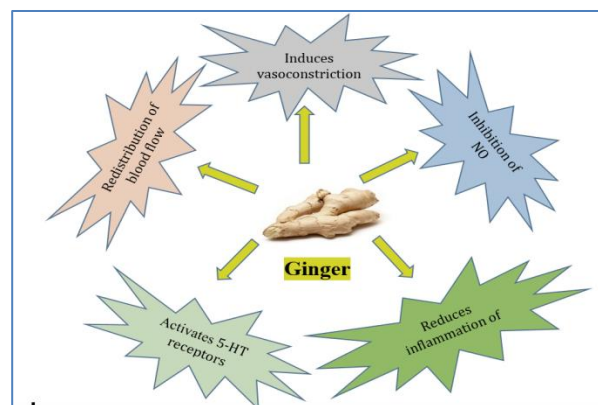 Induces
vasoconstriction
Redistribution of
blood flow
Inhibition of
NO
Ginger
Activates 5-HT
receptors
Reduces
inflammation of